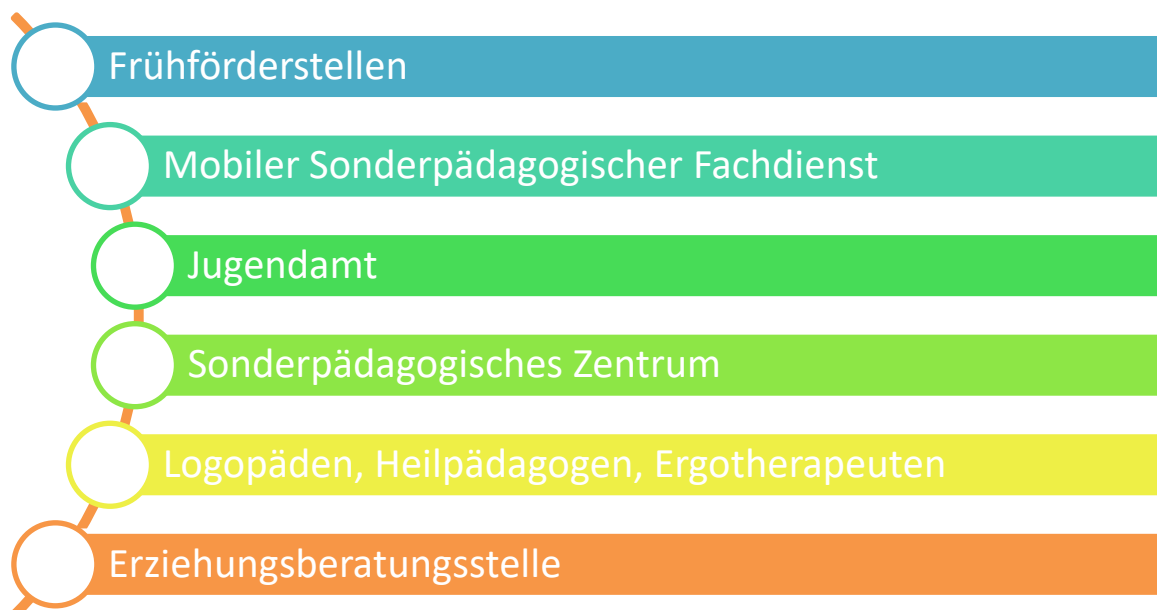 Frühförderstellen
Mobiler Sonderpädagogischer Fachdienst
Jugendamt
Sonderpädagogisches Zentrum
Logopäden, Heilpädagogen, Ergotherapeuten
Erziehungsberatungsstelle